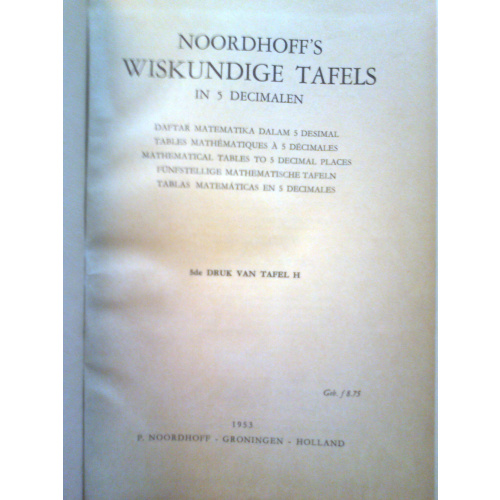 NOORDHOFF'S
WISKUNDIGE TAFELS
IN 5 DECIMALEN
DAFTAR MATEMATIKA DALAM 5 DESIMAL
TABLES MATHÉMATIQUES À 5 DÉCIMALES
MATHEMATICAL TABLES TO 5 DECIMAL PLACES
FÜNFSTELLIGE MATHEMATISCHE TAFELN
TABLAS MATEMÁTICAS EN 5 DECIMALES
8de DRUK VAN TAFEL H
Geb. f 8.75
1953
P. NOORDHOFF - GRONINGEN - HOLLAND